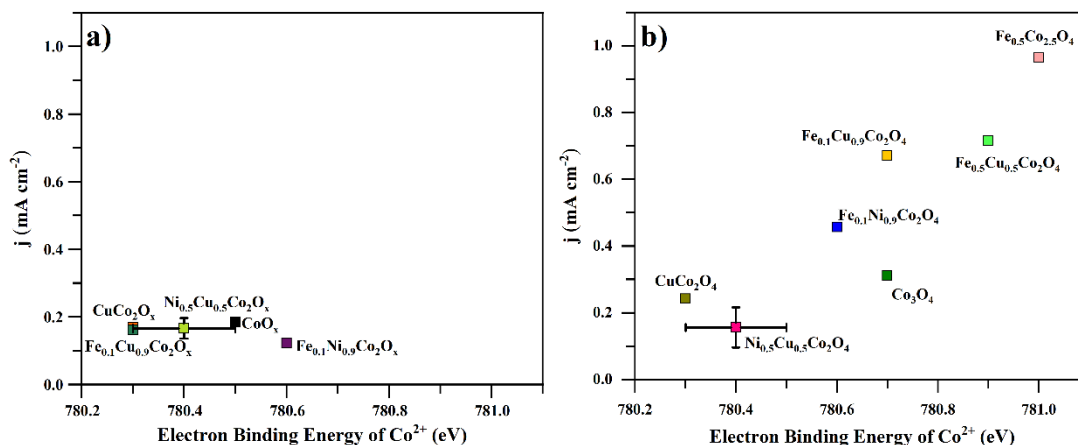 a)
1.0
0.8
0.6
0.4
0.2
0.0
j (mA cm⁻²)
CuCo₂Oₓ
Ni₀.₅Cu₀.₅Co₂Oₓ
CoOₓ
Fe₀.₁Cu₀.₉Co₂Oₓ
Fe₀.₁Ni₀.₉Co₂Oₓ
780.2 780.4 780.6 780.8 781.0
Electron Binding Energy of Co²⁺ (eV)
b)
1.0
0.8
0.6
0.4
0.2
0.0
j (mA cm⁻²)
Fe₀.₅Co₂.₅O₄
Fe₀.₁Cu₀.₉Co₂O₄
Fe₀.₅Cu₀.₅Co₂O₄
Fe₀.₁Ni₀.₉Co₂O₄
CuCo₂O₄
Co₃O₄
Ni₀.₅Cu₀.₅Co₂O₄
780.2 780.4 780.6 780.8 781.0
Electron Binding Energy of Co²⁺ (eV)